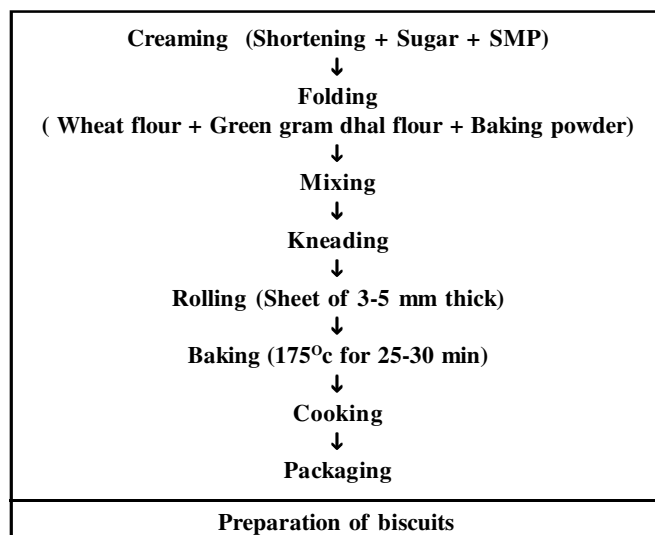 Creaming (Shortening + Sugar + SMP)
↓
Folding
( Wheat flour + Green gram dhal flour + Baking powder)
↓
Mixing
↓
Kneading
↓
Rolling (Sheet of 3-5 mm thick)
↓
Baking (175⁰c for 25-30 min)
↓
Cooking
↓
Packaging
Preparation of biscuits